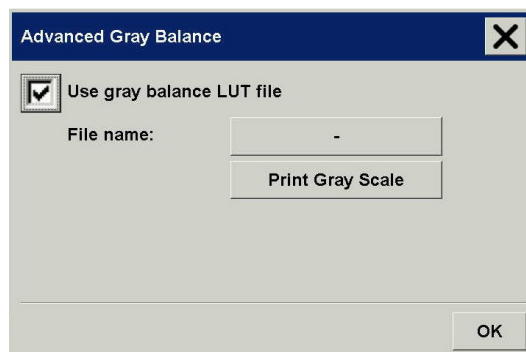 Advanced Gray Balance
Use gray balance LUT file
File name: -
Print Gray Scale
OK